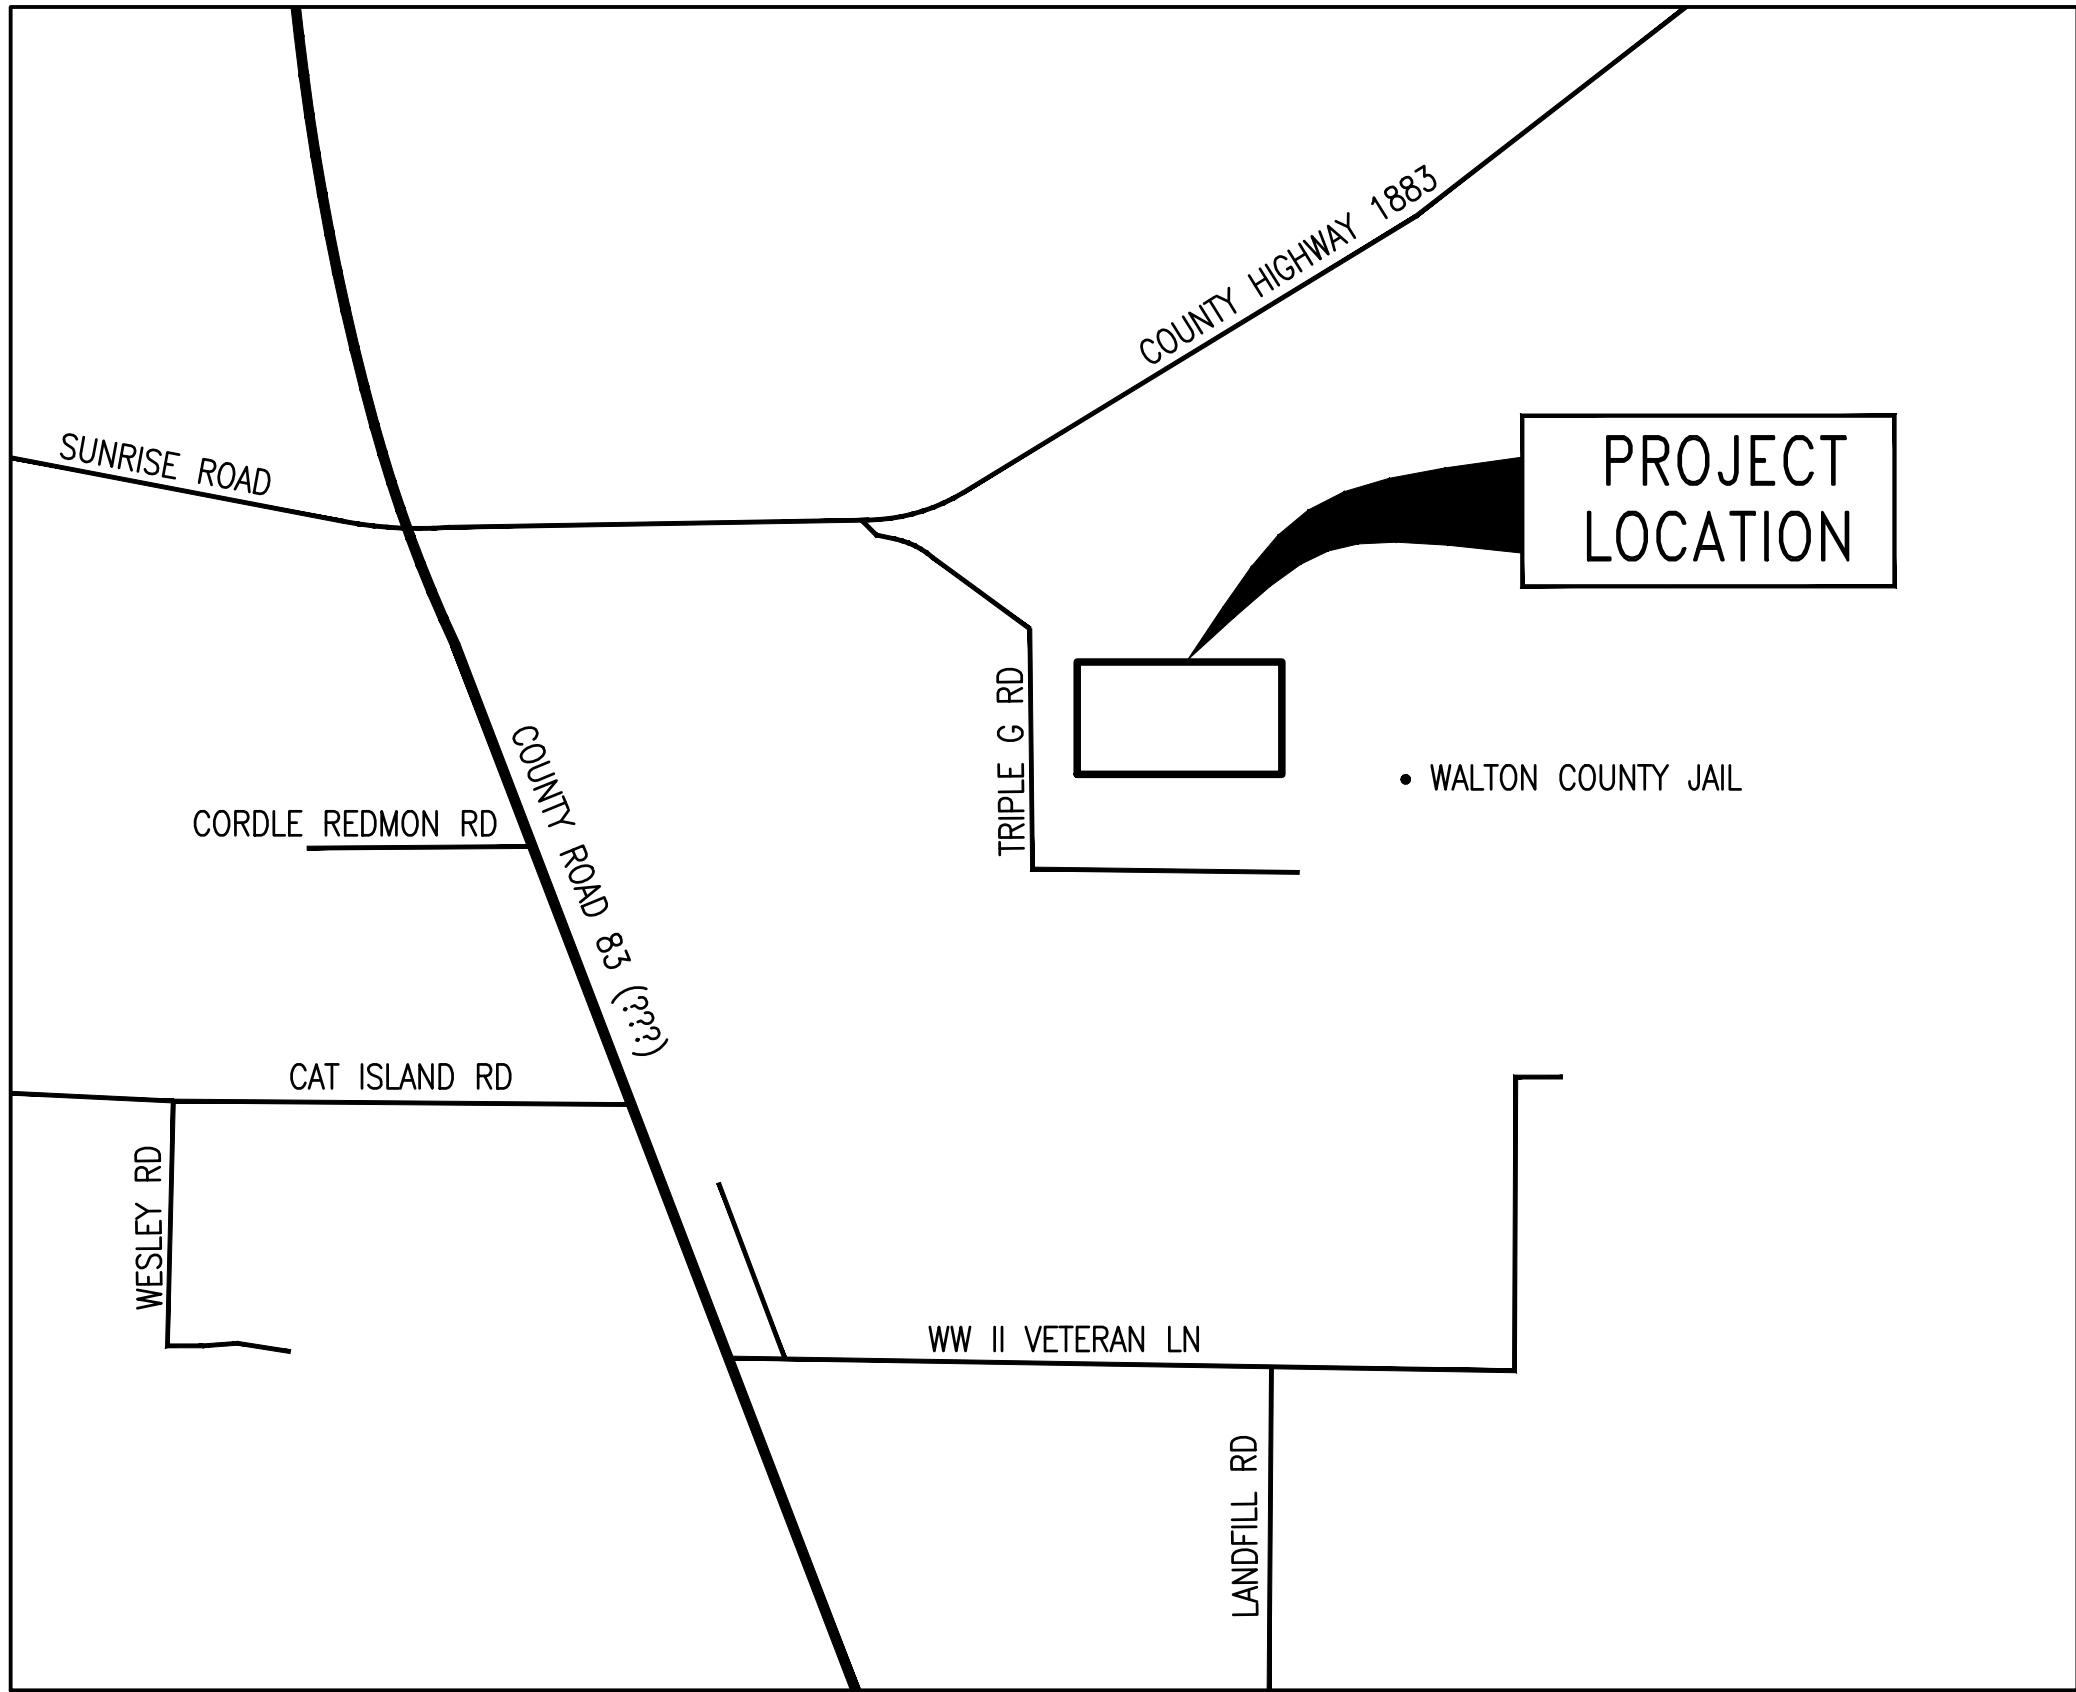 COUNTY HIGHWAY 1883
SUNRISE ROAD
PROJECT
LOCATION
TRIPLE G RD
WALTON COUNTY JAIL
CORDLE REDMON RD
COUNTY ROAD 83 (???)
CAT ISLAND RD
WESLEY RD
WW II VETERAN LN
LANDFILL RD